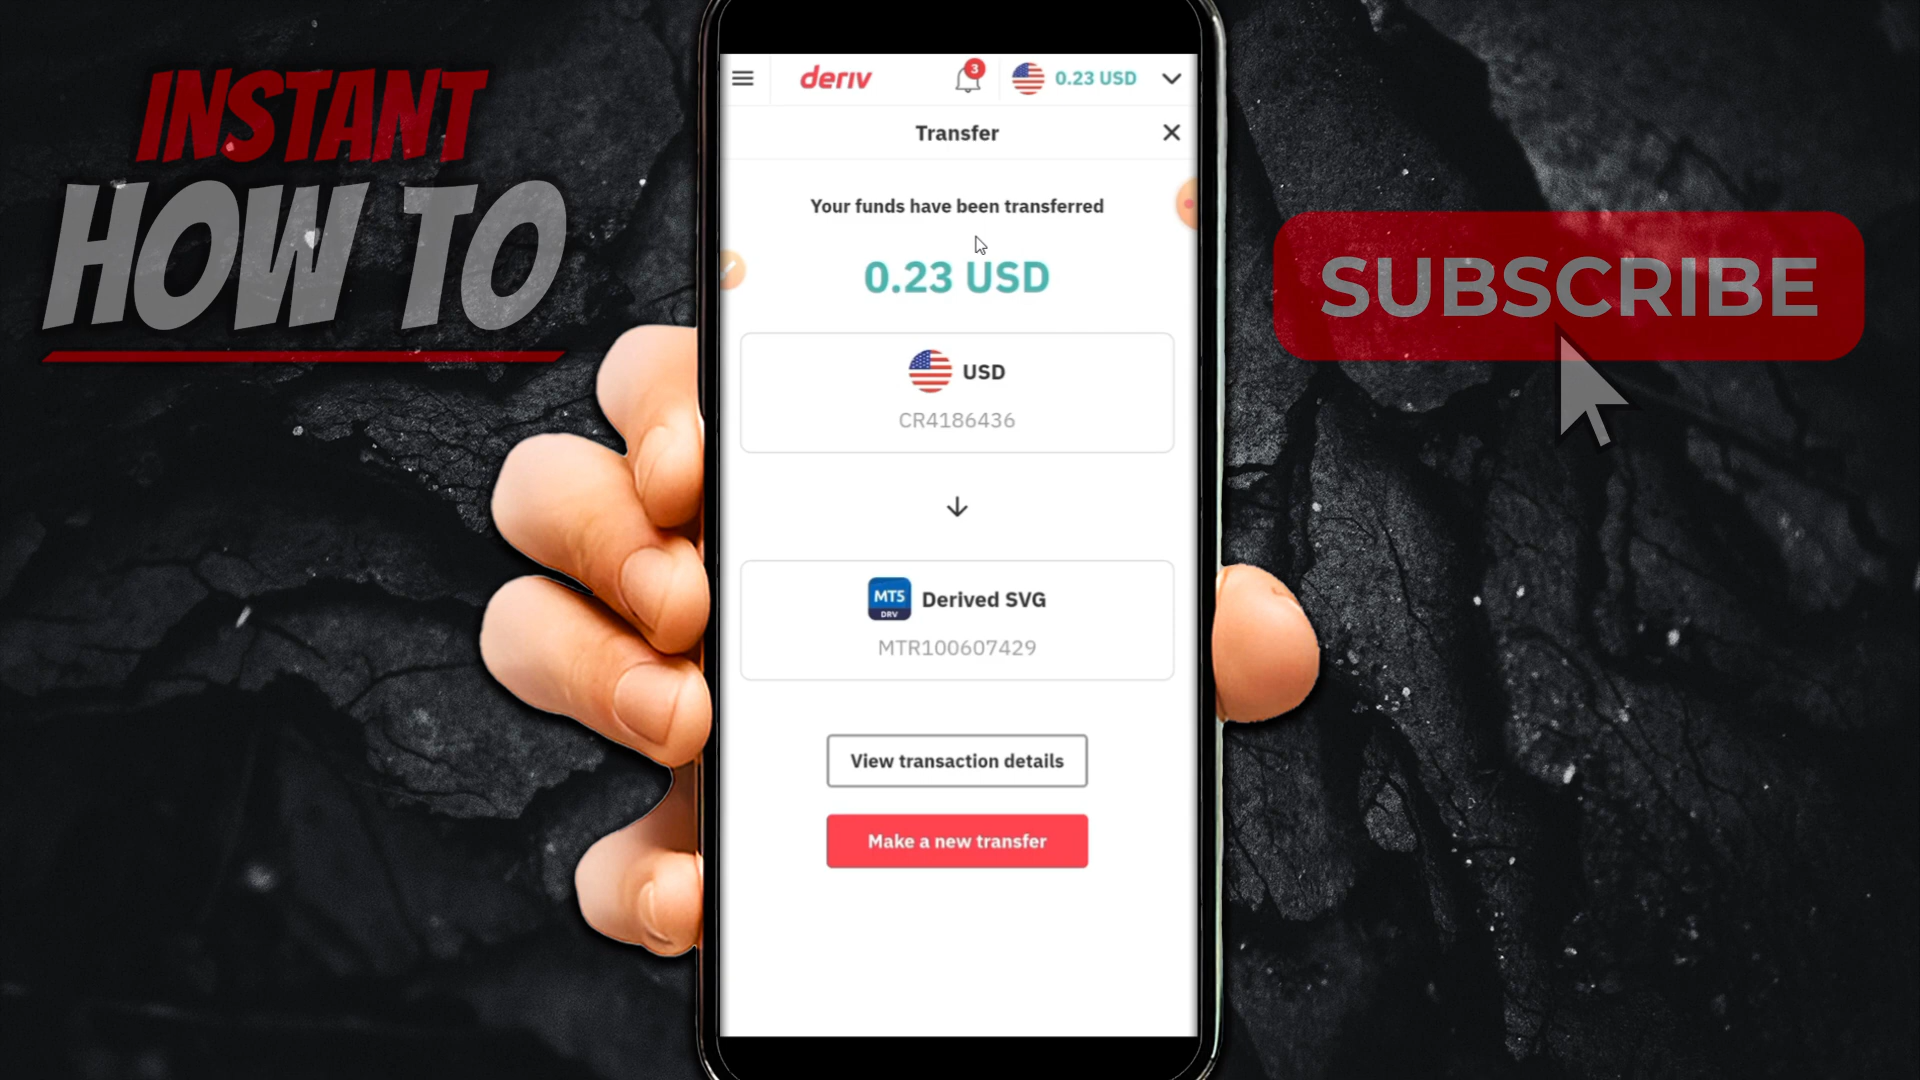 INSTANT
HOW TO
SUBSCRIBE
deriv
3
0.23 USD
Transfer
Your funds have been transferred
0.23 USD
USD
CR4186436
MT5
DRV
Derived SVG
MTR100607429
View transaction details
Make a new transfer